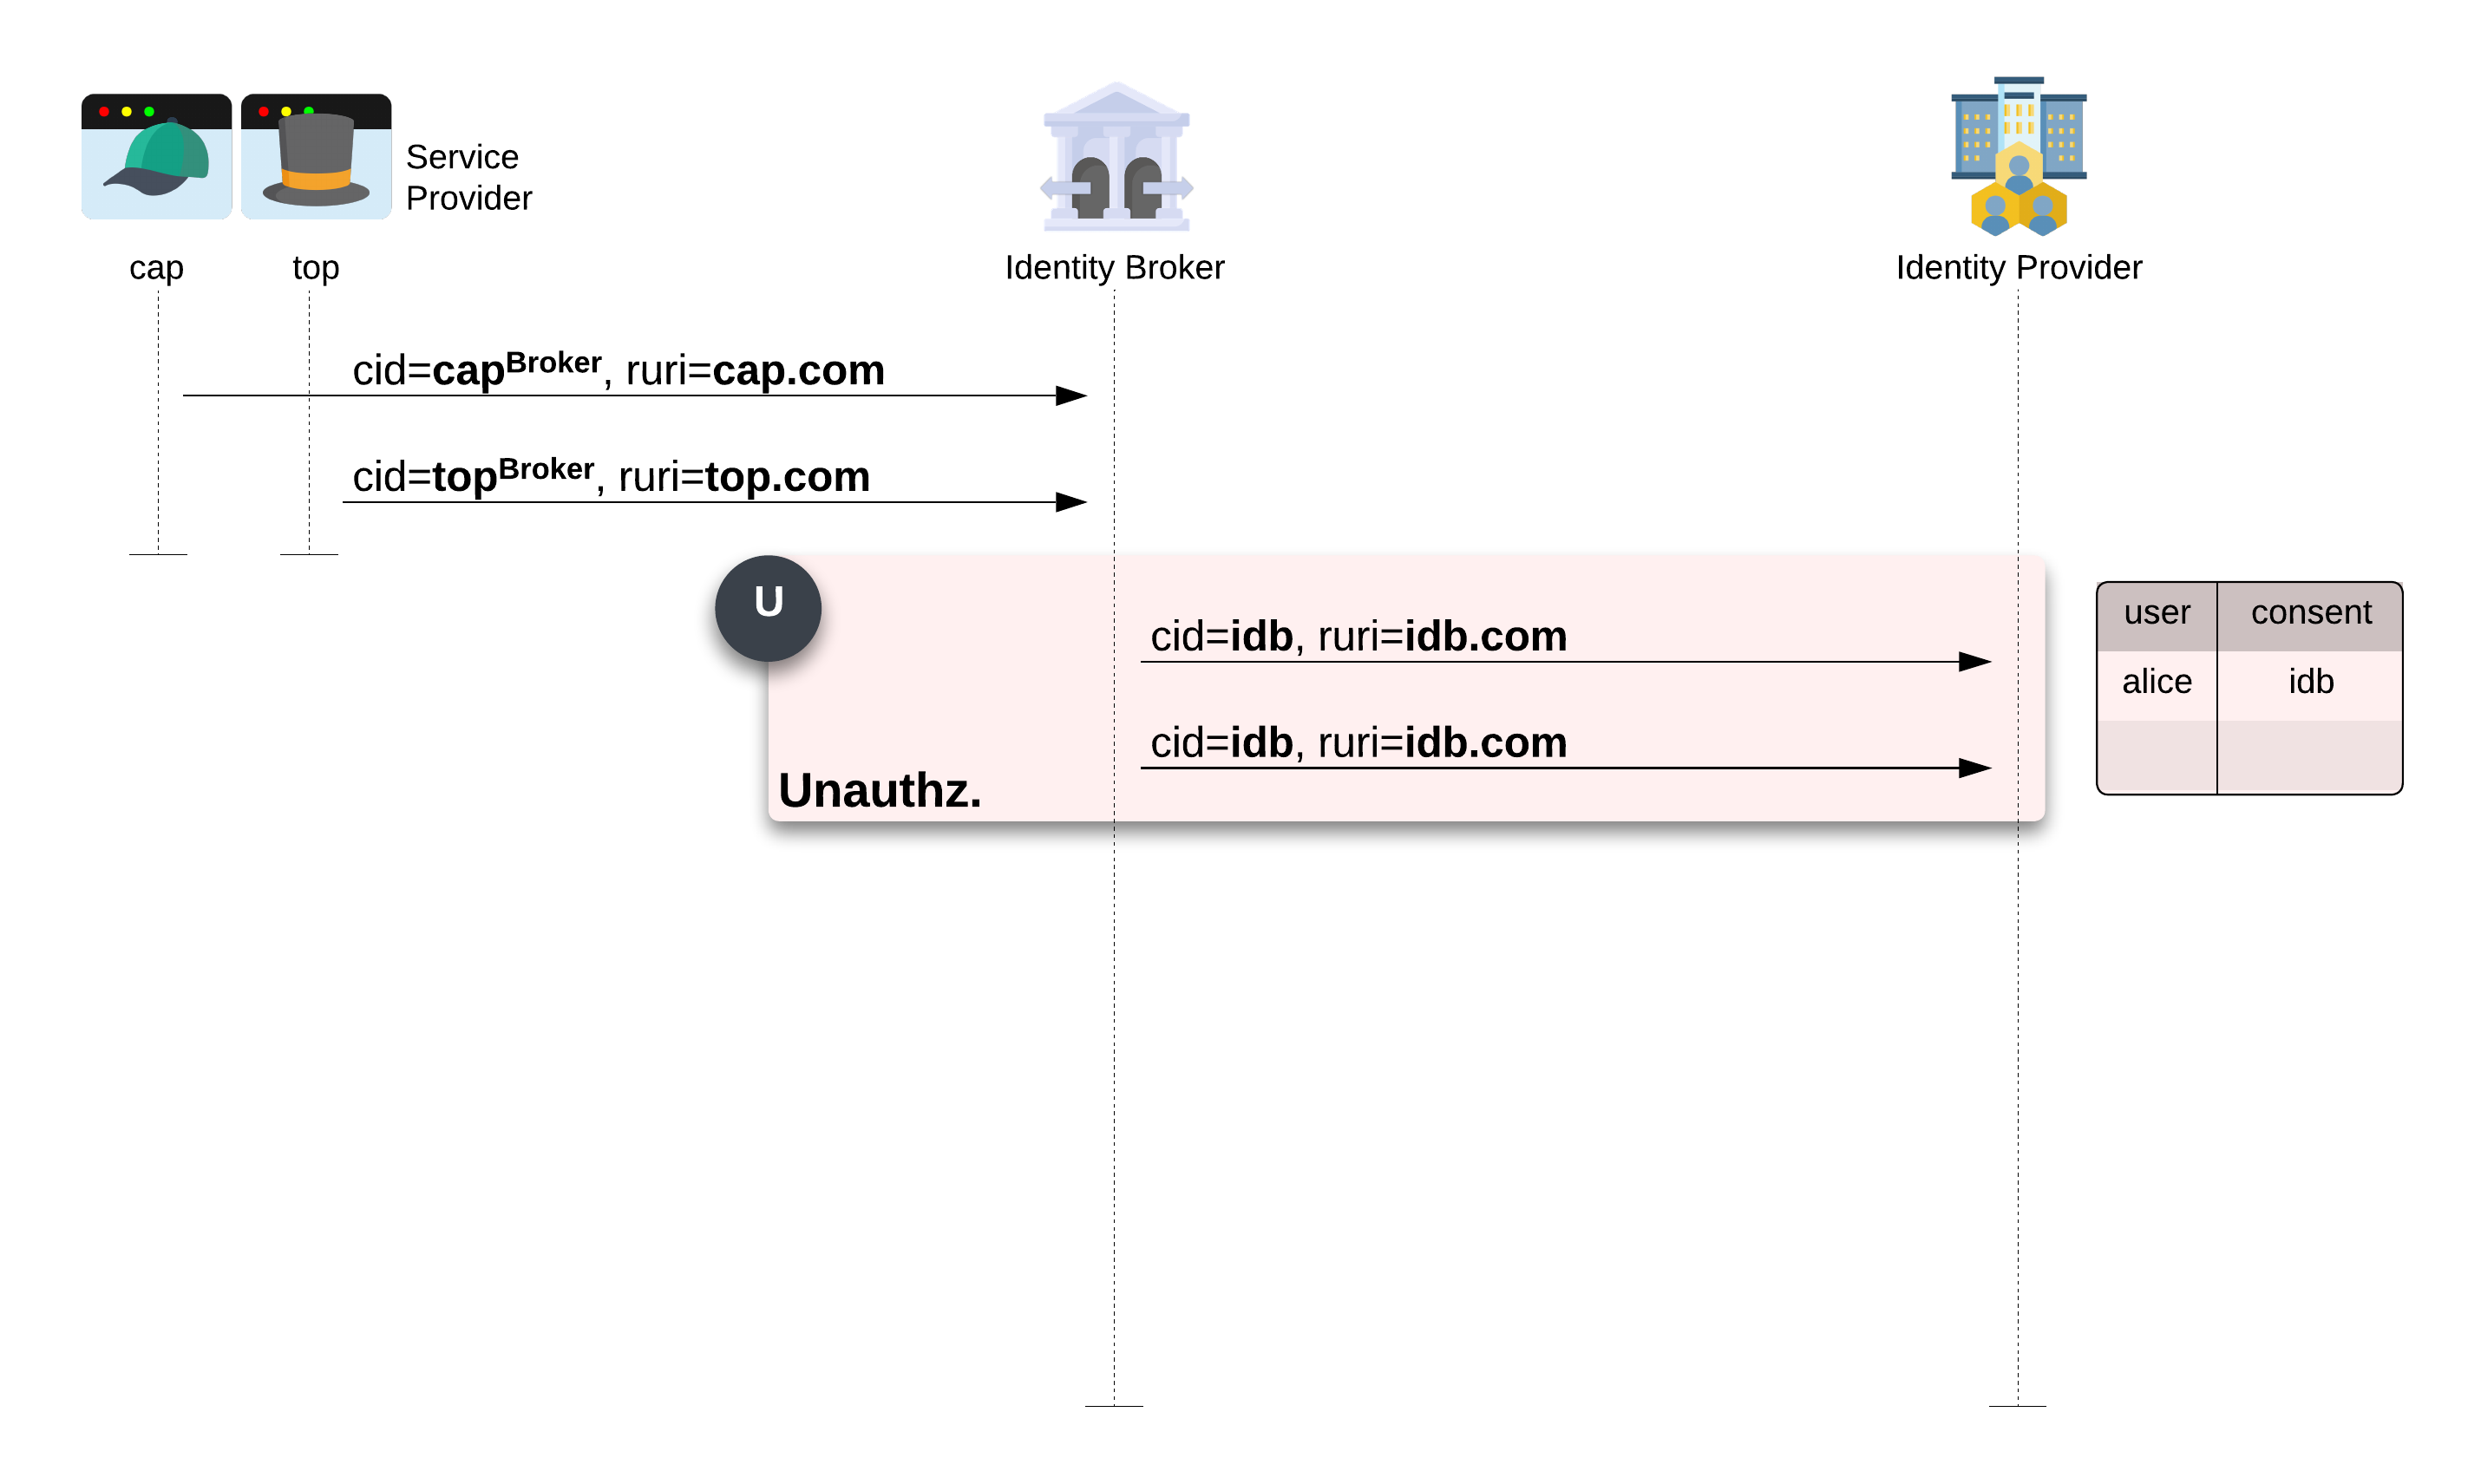 Service
Provider
cap
top
Identity Broker
Identity Provider
cid=capBroker, ruri=cap.com
cid=topBroker, ruri=top.com
U
cid=idb, ruri=idb.com
cid=idb, ruri=idb.com
Unauthz.
user consent
alice idb